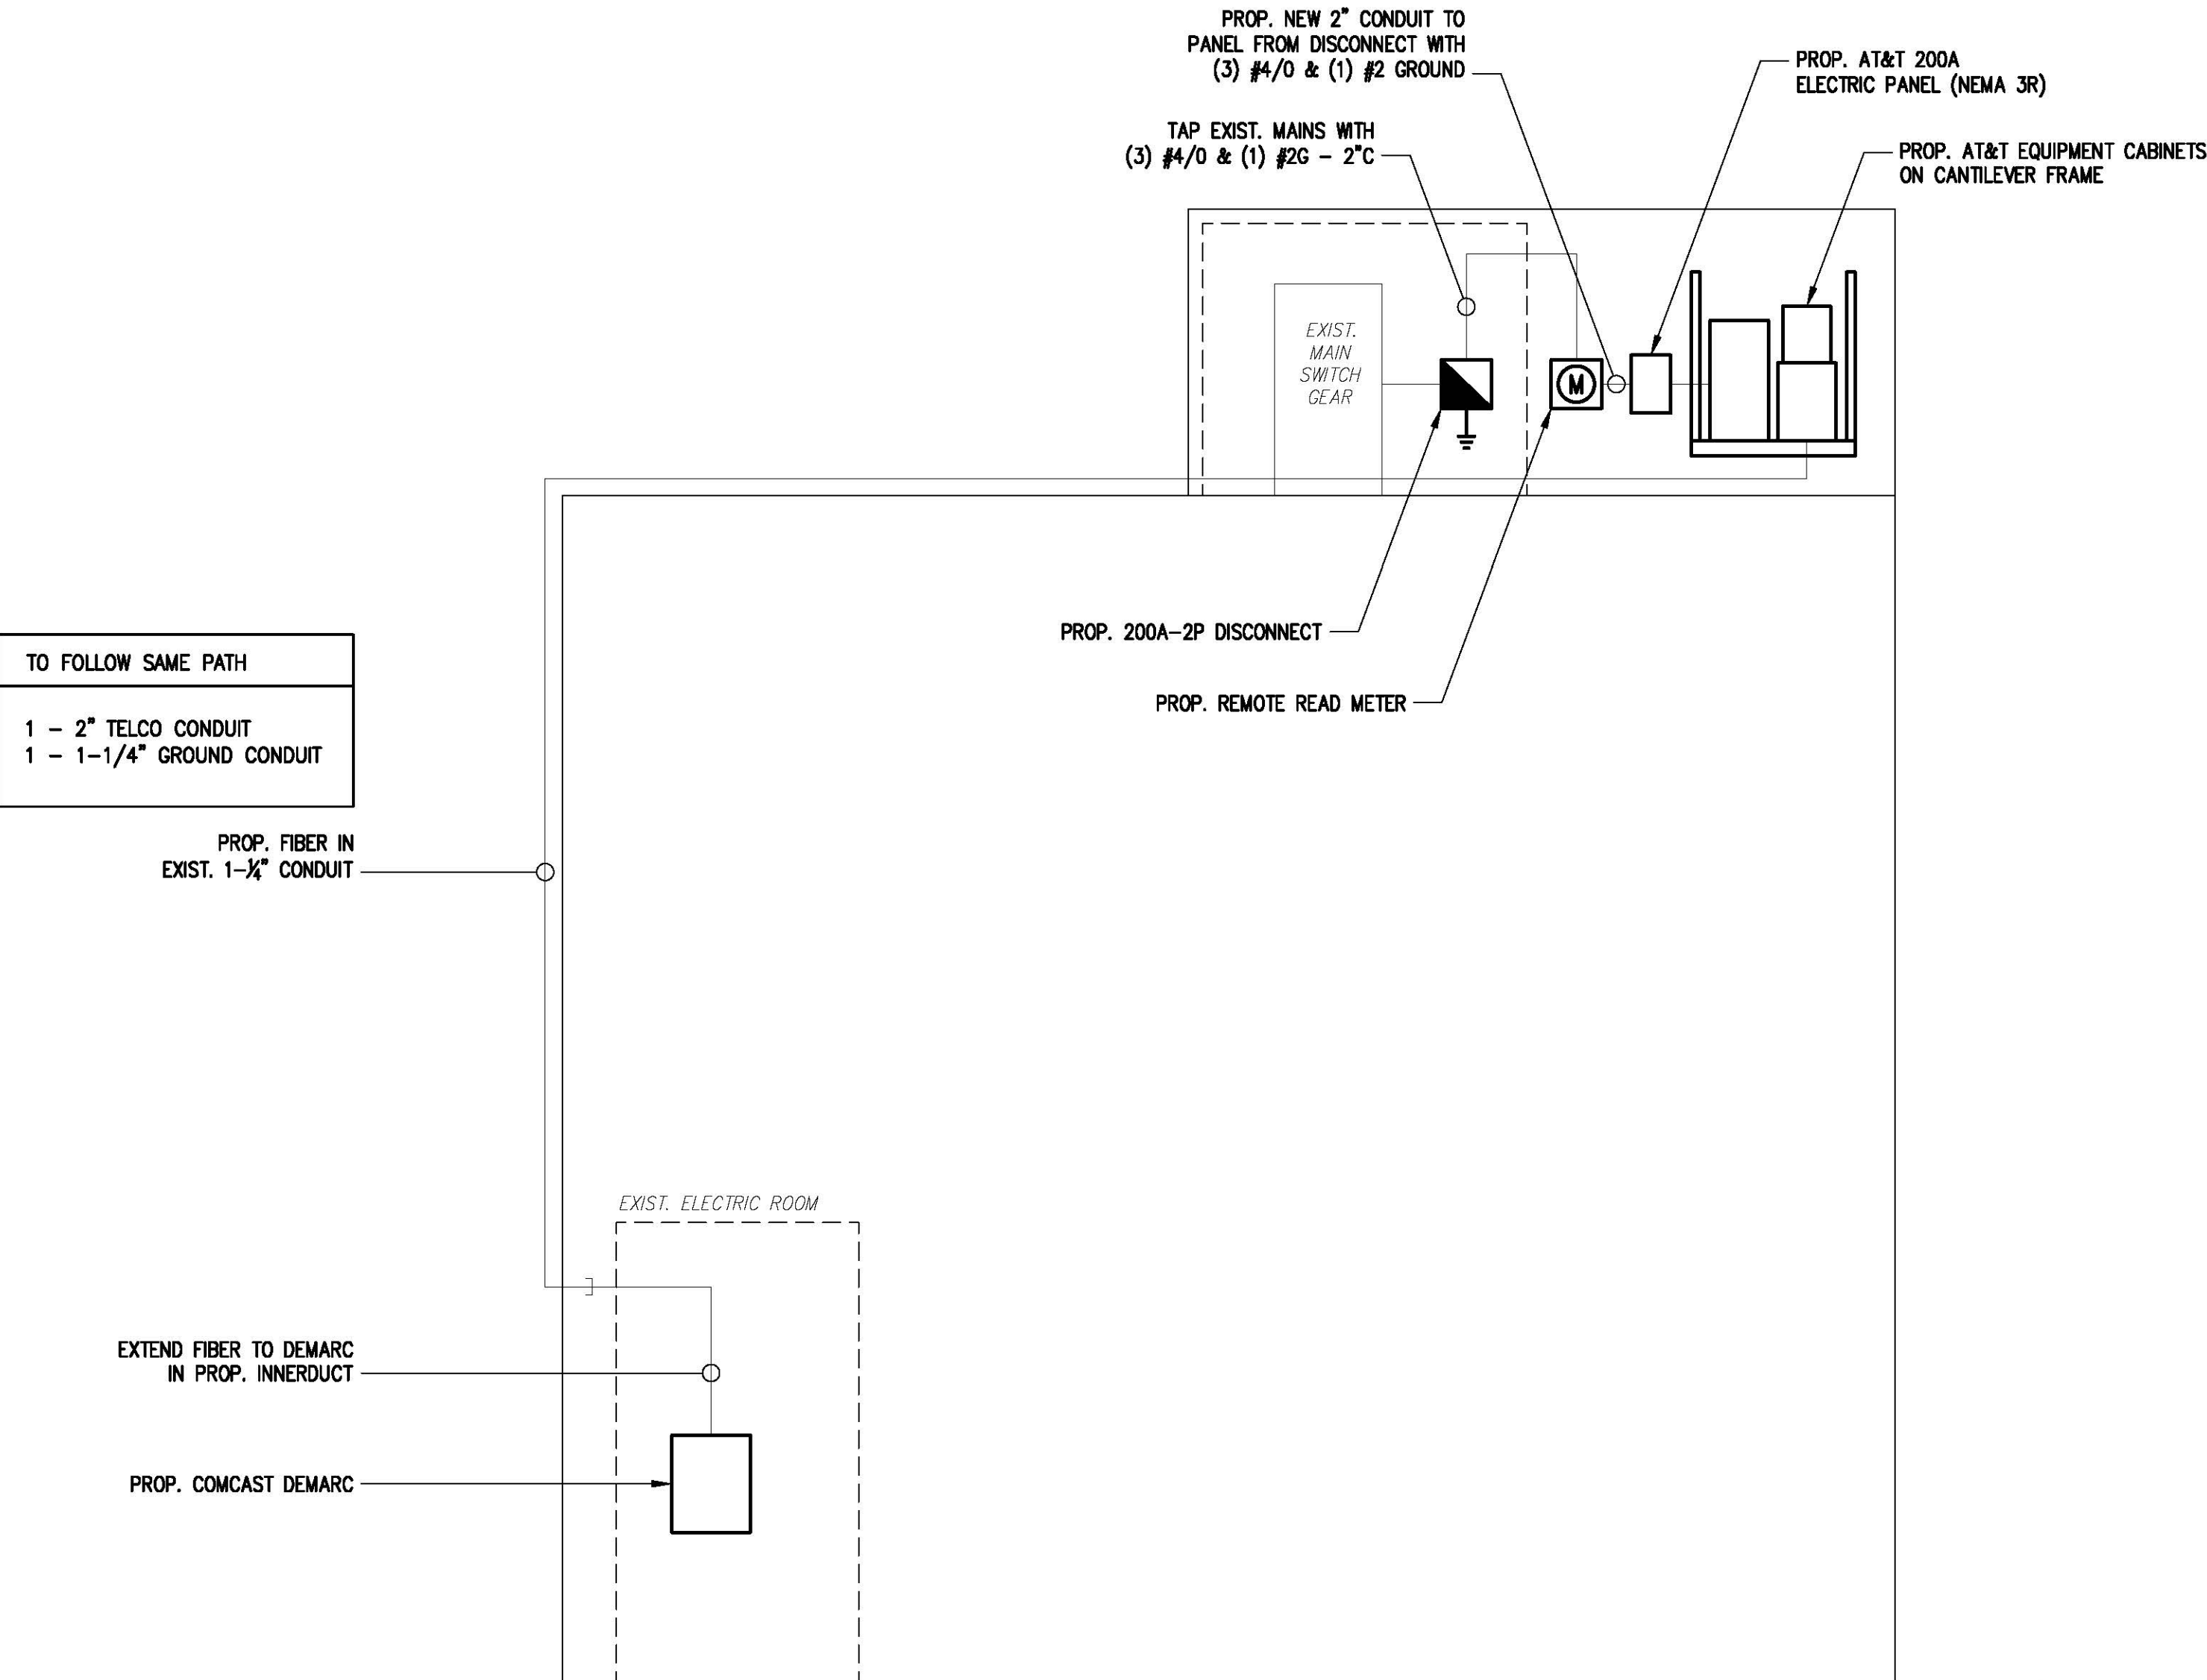 PROP. NEW 2" CONDUIT TO
PANEL FROM DISCONNECT WITH
(3) #4/0 & (1) #2 GROUND
PROP. AT&T 200A
ELECTRIC PANEL (NEMA 3R)
TAP EXIST. MAINS WITH
(3) #4/0 & (1) #2G - 2"C
PROP. AT&T EQUIPMENT CABINETS
ON CANTILEVER FRAME
EXIST.
MAIN
SWITCH
GEAR
M
PROP. 200A-2P DISCONNECT
PROP. REMOTE READ METER
TO FOLLOW SAME PATH
1 - 2" TELCO CONDUIT
1 - 1-1/4" GROUND CONDUIT
PROP. FIBER IN
EXIST. 1-¼" CONDUIT
EXIST. ELECTRIC ROOM
EXTEND FIBER TO DEMARC
IN PROP. INNERDUCT
PROP. COMCAST DEMARC